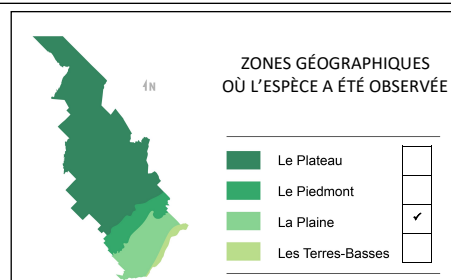 ZONES GÉOGRAPHIQUES
OÙ L'ESPÈCE A ÉTÉ OBSERVÉE
N
Le Plateau
Le Piedmont
La Plaine ✓
Les Terres-Basses